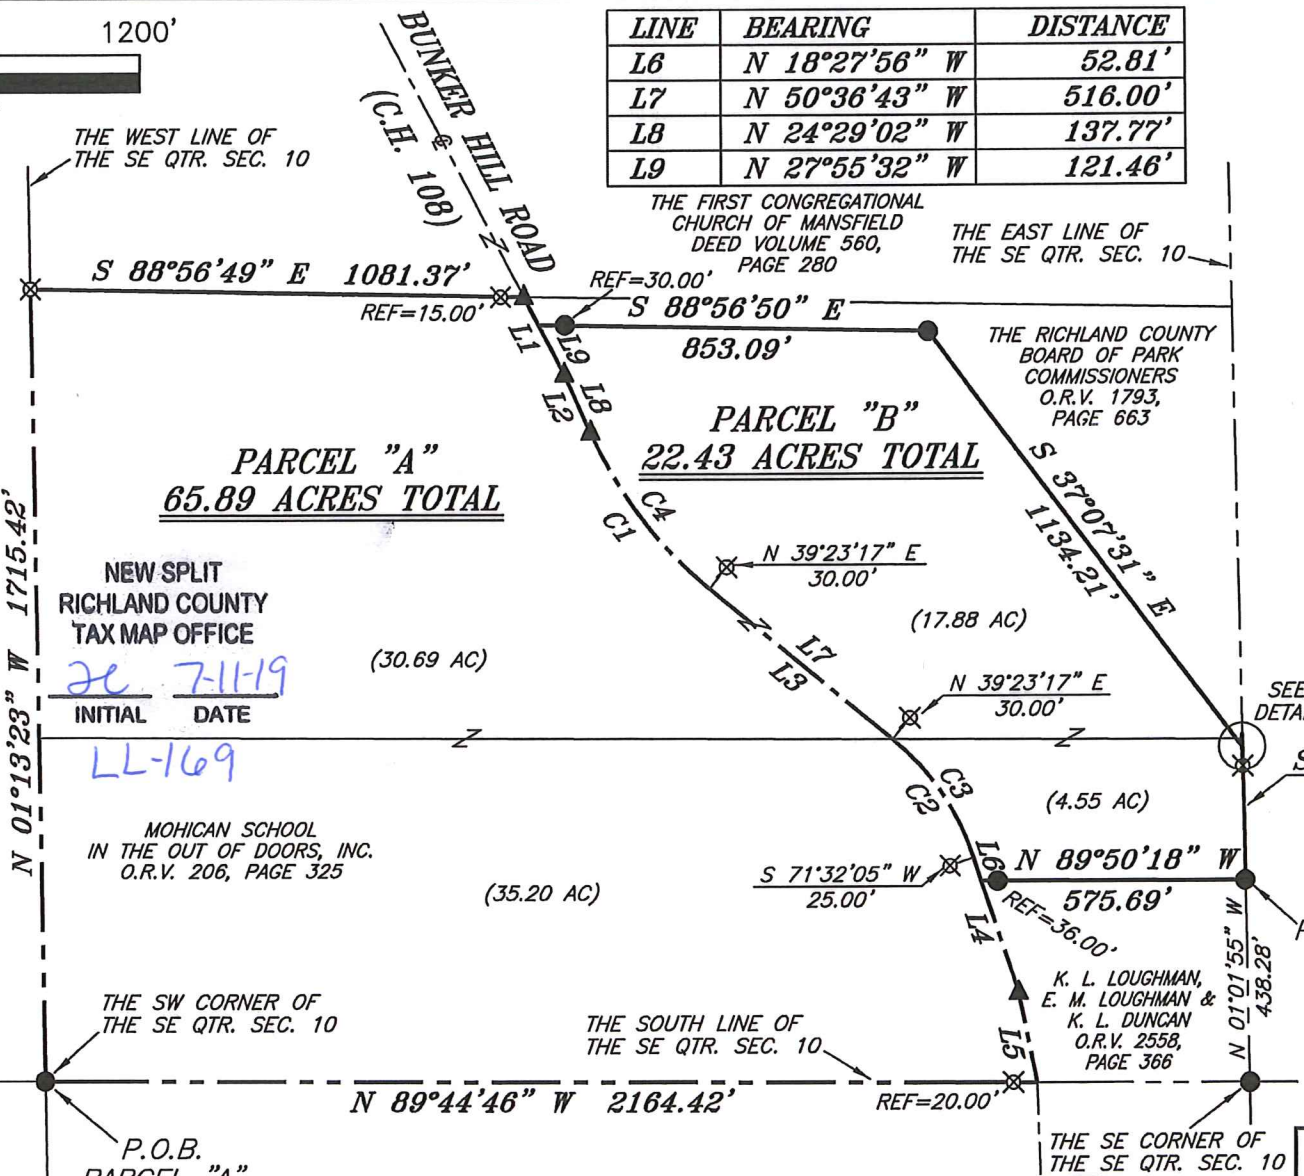 1200'
LINE BEARING DISTANCE
L6 N 18°27'56" W 52.81'
L7 N 50°36'43" W 516.00'
L8 N 24°29'02" W 137.77'
L9 N 27°55'32" W 121.46'
BUNKER HILL ROAD
(C.H. 108)
THE WEST LINE OF
THE SE QTR. SEC. 10
THE FIRST CONGREGATIONAL
CHURCH OF MANSFIELD
DEED VOLUME 560,
PAGE 280
THE EAST LINE OF
THE SE QTR. SEC. 10
S 88°56'49" E 1081.37'
REF=15.00'
REF=30.00'
S 88°56'50" E
853.09'
THE RICHLAND COUNTY
BOARD OF PARK
COMMISSIONERS
O.R.V. 1793,
PAGE 663
L1
L9
L2
L8
PARCEL "A"
65.89 ACRES TOTAL
PARCEL "B"
22.43 ACRES TOTAL
S 37°07'31" E
1134.21'
C4
C1
N 39°23'17" E
30.00'
N 01°13'23" W 1715.42'
NEW SPLIT
RICHLAND COUNTY
TAX MAP OFFICE
7-11-19
INITIAL DATE
LL-169
(30.69 AC)
(17.88 AC)
L7
L3
N 39°23'17" E
30.00'
SEE
Z
Z
Z
Z
C3
C2
(4.55 AC)
S
MOHICAN SCHOOL
IN THE OUT OF DOORS, INC.
O.R.V. 206, PAGE 325
(35.20 AC)
S 71°32'05" W
25.00'
L6
N 89°50'18" W
575.69'
REF=36.00'
L4
N 01°01'55" W
438.28'
K. L. LOUGHMAN,
E. M. LOUGHMAN &
K. L. DUNCAN
O.R.V. 2558,
PAGE 366
THE SW CORNER OF
THE SE QTR. SEC. 10
THE SOUTH LINE OF
THE SE QTR. SEC. 10
L5
N 89°44'46" W 2164.42'
REF=20.00'
P.O.B.
PARCEL "A"
THE SE CORNER OF
THE SE QTR. SEC. 10